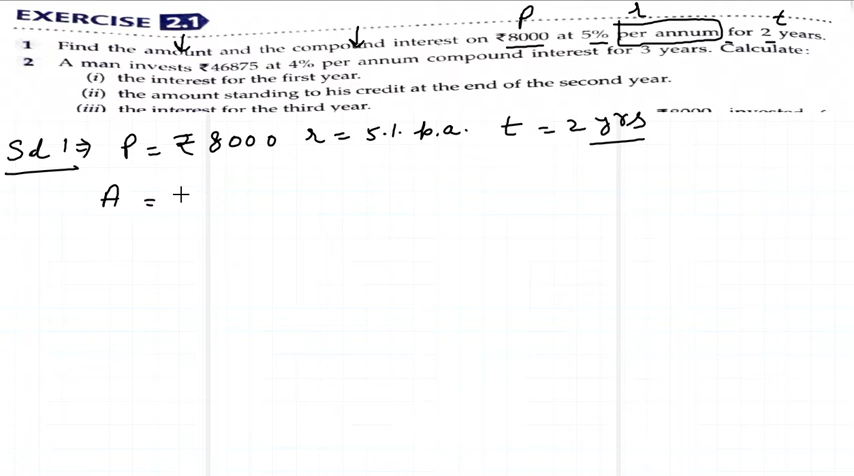 EXERCISE 2.1
p r t
1 Find the amount and the compound interest on ₹8000 at 5% per annum for 2 years.
2 A man invests ₹46875 at 4% per annum compound interest for 3 years. Calculate:
(i) the interest for the first year.
(ii) the amount standing to his credit at the end of the second year.
(iii) the interest for the third year.
Sol 1⇒ P = ₹ 8000 r = 5.1. p.a. t = 2 yrs
A = +